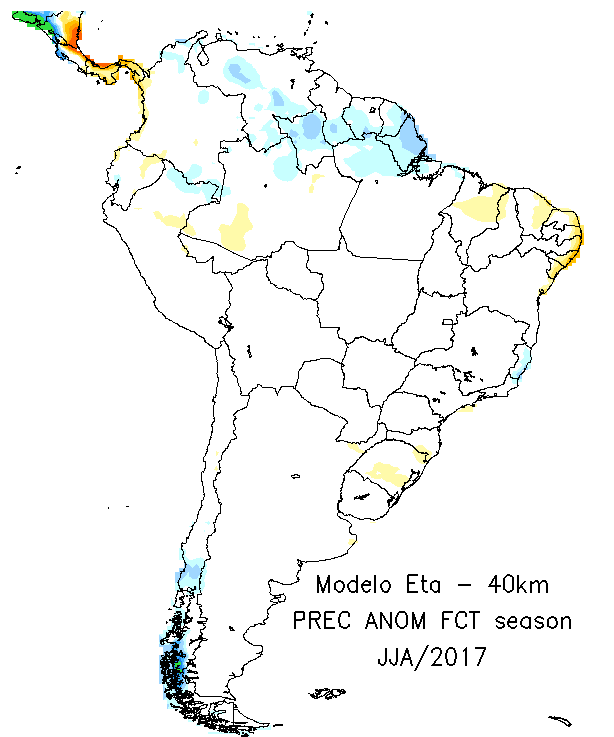 Modelo Eta - 40km
PREC ANOM FCT season
JJA/2017